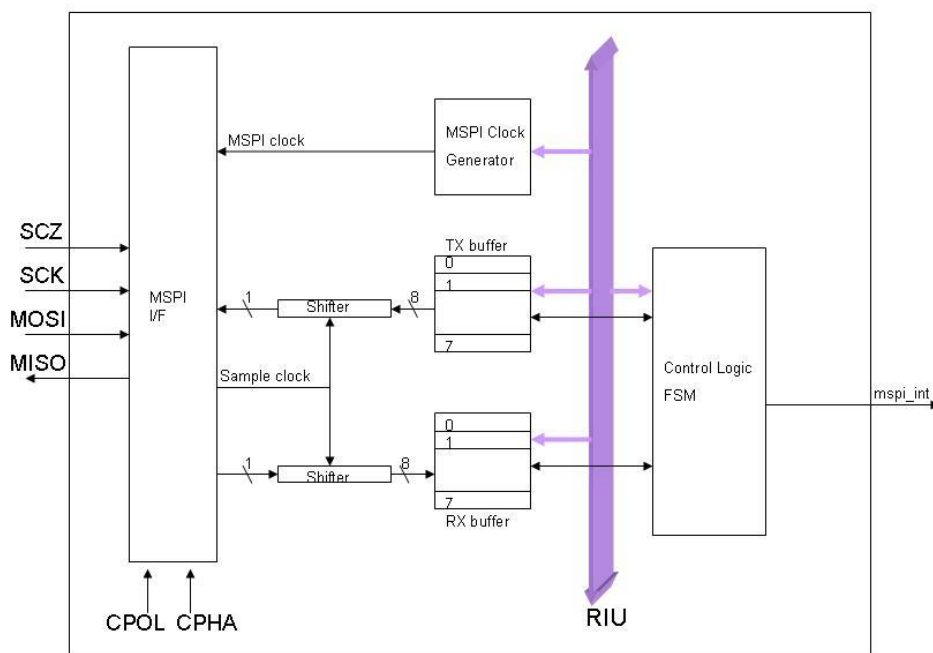 MSPI clock
MSPI Clock
Generator
SCZ
SCK
MOSI
MISO
MSPI
I/F
TX buffer
0
1
7
1
Shifter
8
Sample clock
Control Logic
FSM
mspi_int
1
Shifter
8
0
1
7
RX buffer
CPOL CPHA
RIU